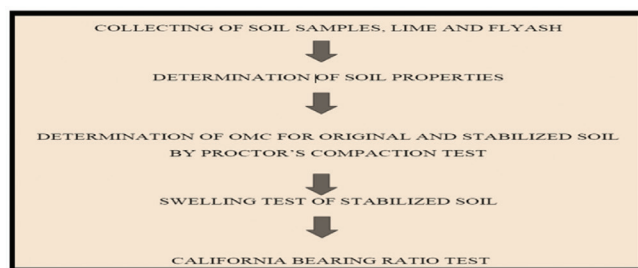 COLLECTING OF SOIL SAMPLES, LIME AND FLYASH
DETERMINATION OF SOIL PROPERTIES
DETERMINATION OF OMC FOR ORIGINAL AND STABILIZED SOIL
BY PROCTOR'S COMPACTION TEST
SWELLING TEST OF STABILIZED SOIL
CALIFORNIA BEARING RATIO TEST